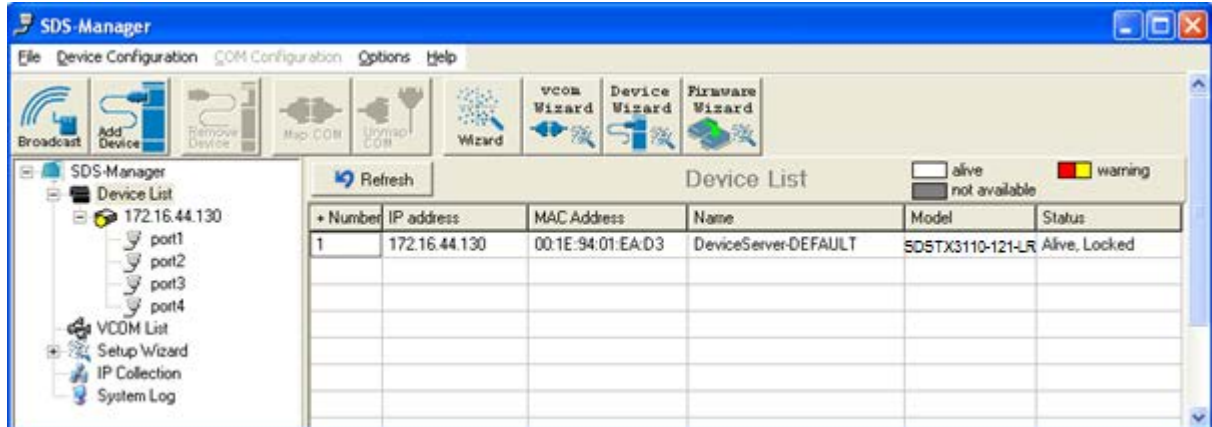 SDS-Manager
File Device Configuration COM Configuration Options Help
Broadcast Add Device Remove Device Map COM Unmap COM Wizard vcom Wizard Device Wizard Firmware Wizard
SDS-Manager
Device List
172.16.44.130
port1
port2
port3
port4
VCOM List
Setup Wizard
IP Collection
System Log
Refresh Device List alive warning
not available
+ Number IP address MAC Address Name Model Status
1 172.16.44.130 00:1E:94:01:EA:D3 DeviceServer-DEFAULT SDSTX3110-121-LR Alive, Locked